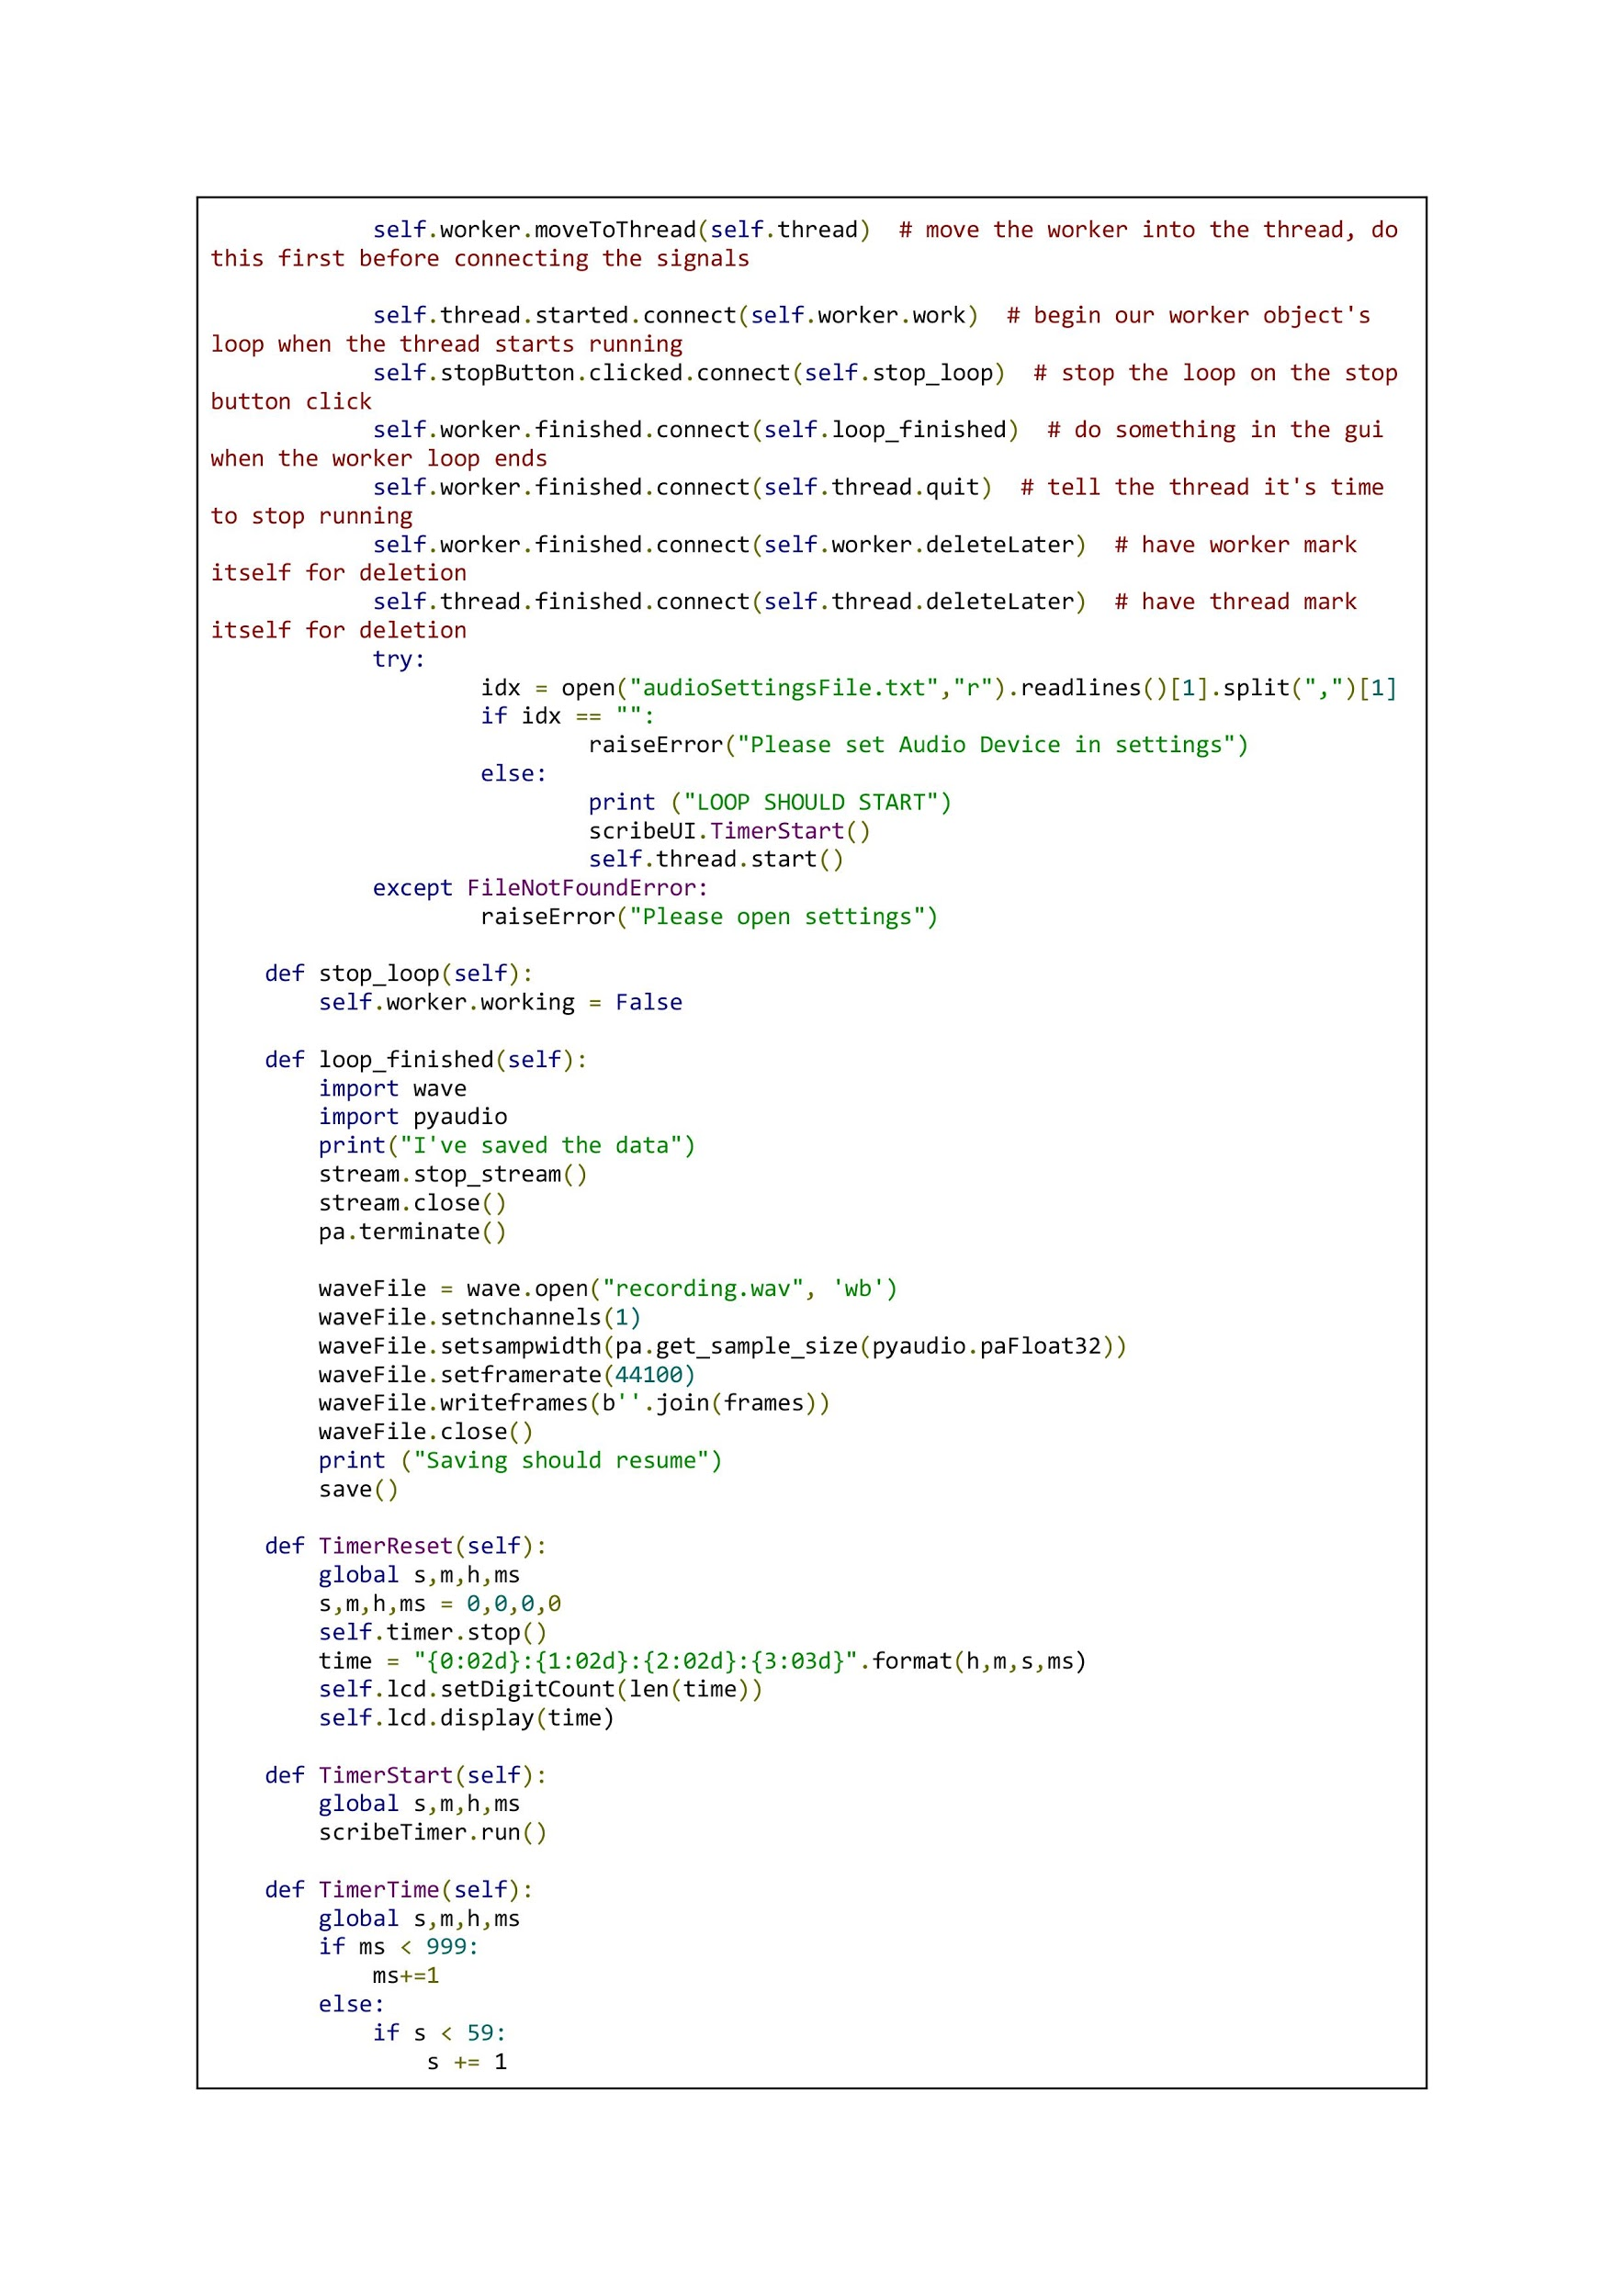 self.worker.moveToThread(self.thread)  # move the worker into the thread, do
this first before connecting the signals

            self.thread.started.connect(self.worker.work)  # begin our worker object's
loop when the thread starts running
            self.stopButton.clicked.connect(self.stop_loop)  # stop the loop on the stop
button click
            self.worker.finished.connect(self.loop_finished)  # do something in the gui
when the worker loop ends
            self.worker.finished.connect(self.thread.quit)  # tell the thread it's time
to stop running
            self.worker.finished.connect(self.worker.deleteLater)  # have worker mark
itself for deletion
            self.thread.finished.connect(self.thread.deleteLater)  # have thread mark
itself for deletion
            try:
                    idx = open("audioSettingsFile.txt","r").readlines()[1].split(",")[1]
                    if idx == "":
                            raiseError("Please set Audio Device in settings")
                    else:
                            print ("LOOP SHOULD START")
                            scribeUI.TimerStart()
                            self.thread.start()
            except FileNotFoundError:
                    raiseError("Please open settings")

    def stop_loop(self):
        self.worker.working = False

    def loop_finished(self):
        import wave
        import pyaudio
        print("I've saved the data")
        stream.stop_stream()
        stream.close()
        pa.terminate()

        waveFile = wave.open("recording.wav", 'wb')
        waveFile.setnchannels(1)
        waveFile.setsampwidth(pa.get_sample_size(pyaudio.paFloat32))
        waveFile.setframerate(44100)
        waveFile.writeframes(b''.join(frames))
        waveFile.close()
        print ("Saving should resume")
        save()

    def TimerReset(self):
        global s,m,h,ms
        s,m,h,ms = 0,0,0,0
        self.timer.stop()
        time = "{0:02d}:{1:02d}:{2:02d}:{3:03d}".format(h,m,s,ms)
        self.lcd.setDigitCount(len(time))
        self.lcd.display(time)

    def TimerStart(self):
        global s,m,h,ms
        scribeTimer.run()

    def TimerTime(self):
        global s,m,h,ms
        if ms < 999:
            ms+=1
        else:
            if s < 59:
                s += 1